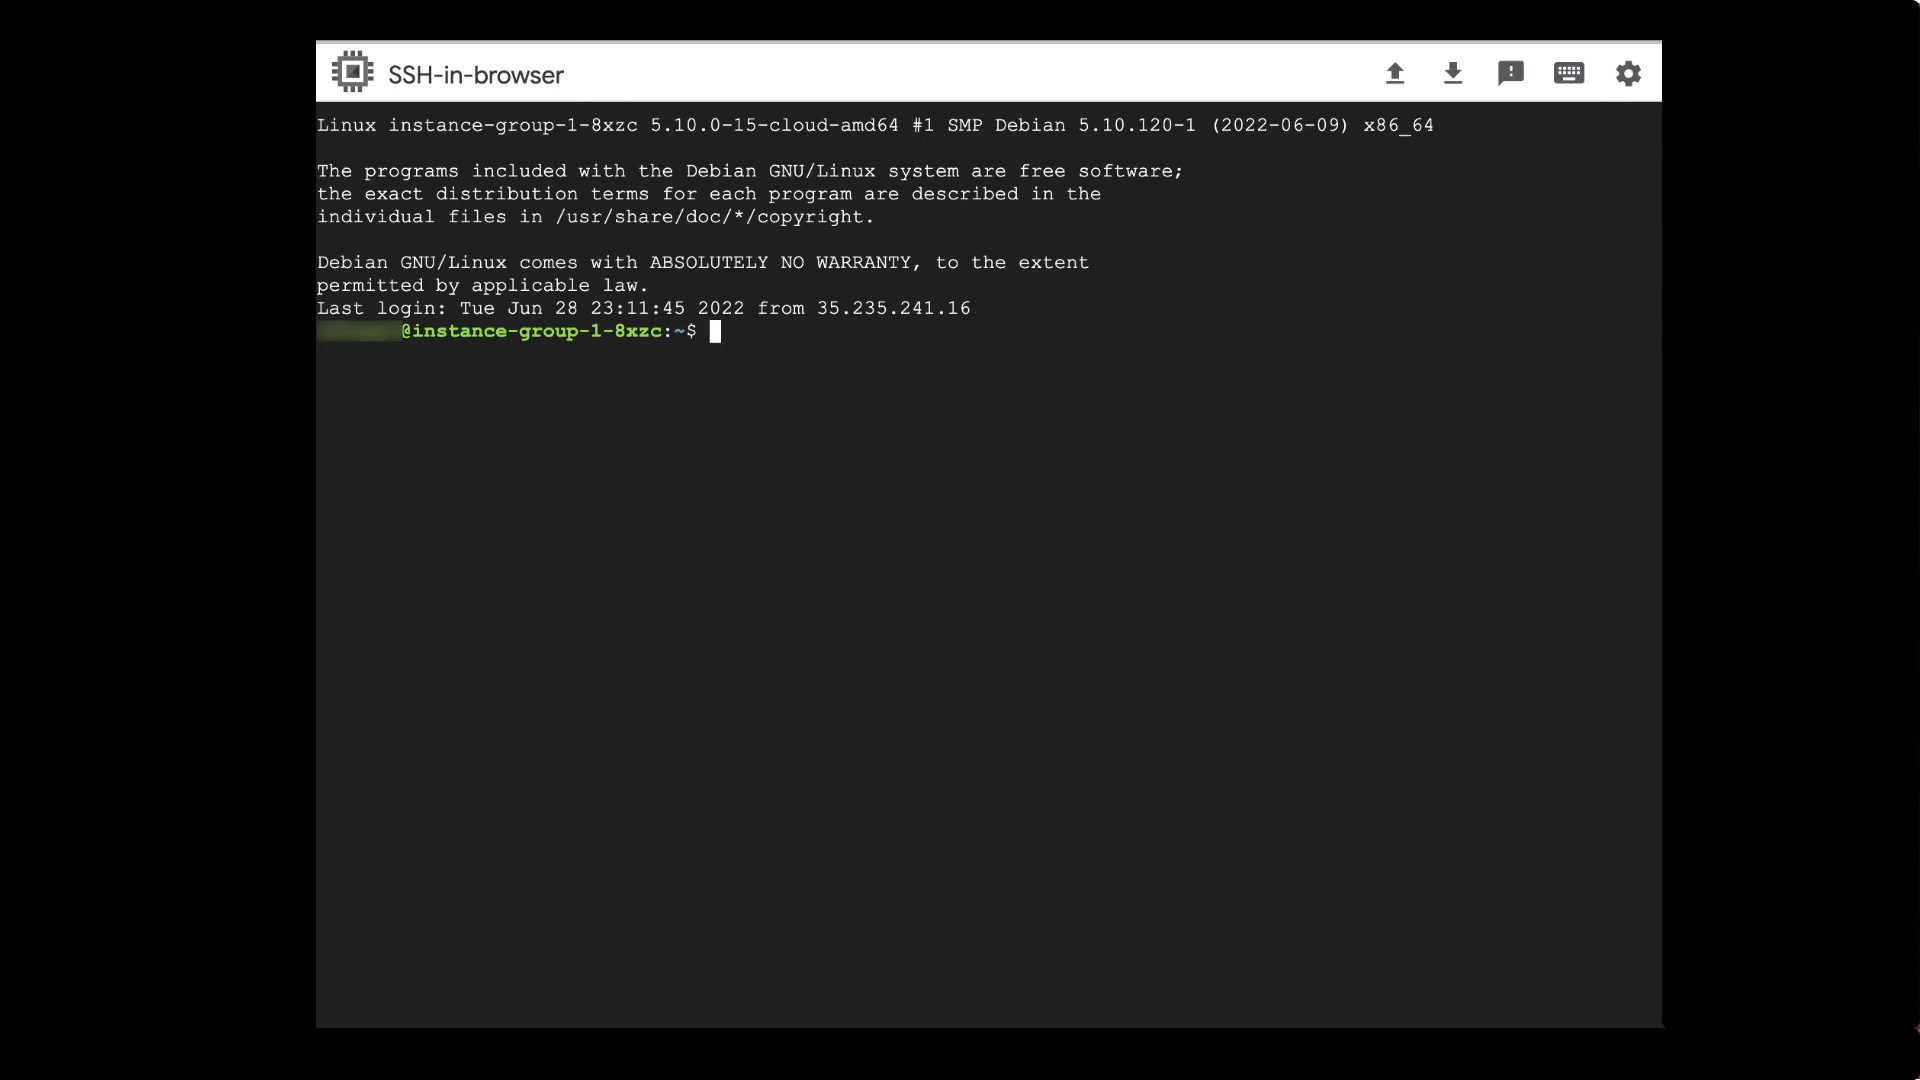 SSH-in-browser
Linux instance-group-1-8xzc 5.10.0-15-cloud-amd64 #1 SMP Debian 5.10.120-1 (2022-06-09) x86_64
The programs included with the Debian GNU/Linux system are free software;
the exact distribution terms for each program are described in the
individual files in /usr/share/doc/*/copyright.
Debian GNU/Linux comes with ABSOLUTELY NO WARRANTY, to the extent
permitted by applicable law.
Last login: Tue Jun 28 23:11:45 2022 from 35.235.241.16
@instance-group-1-8xzc:~$